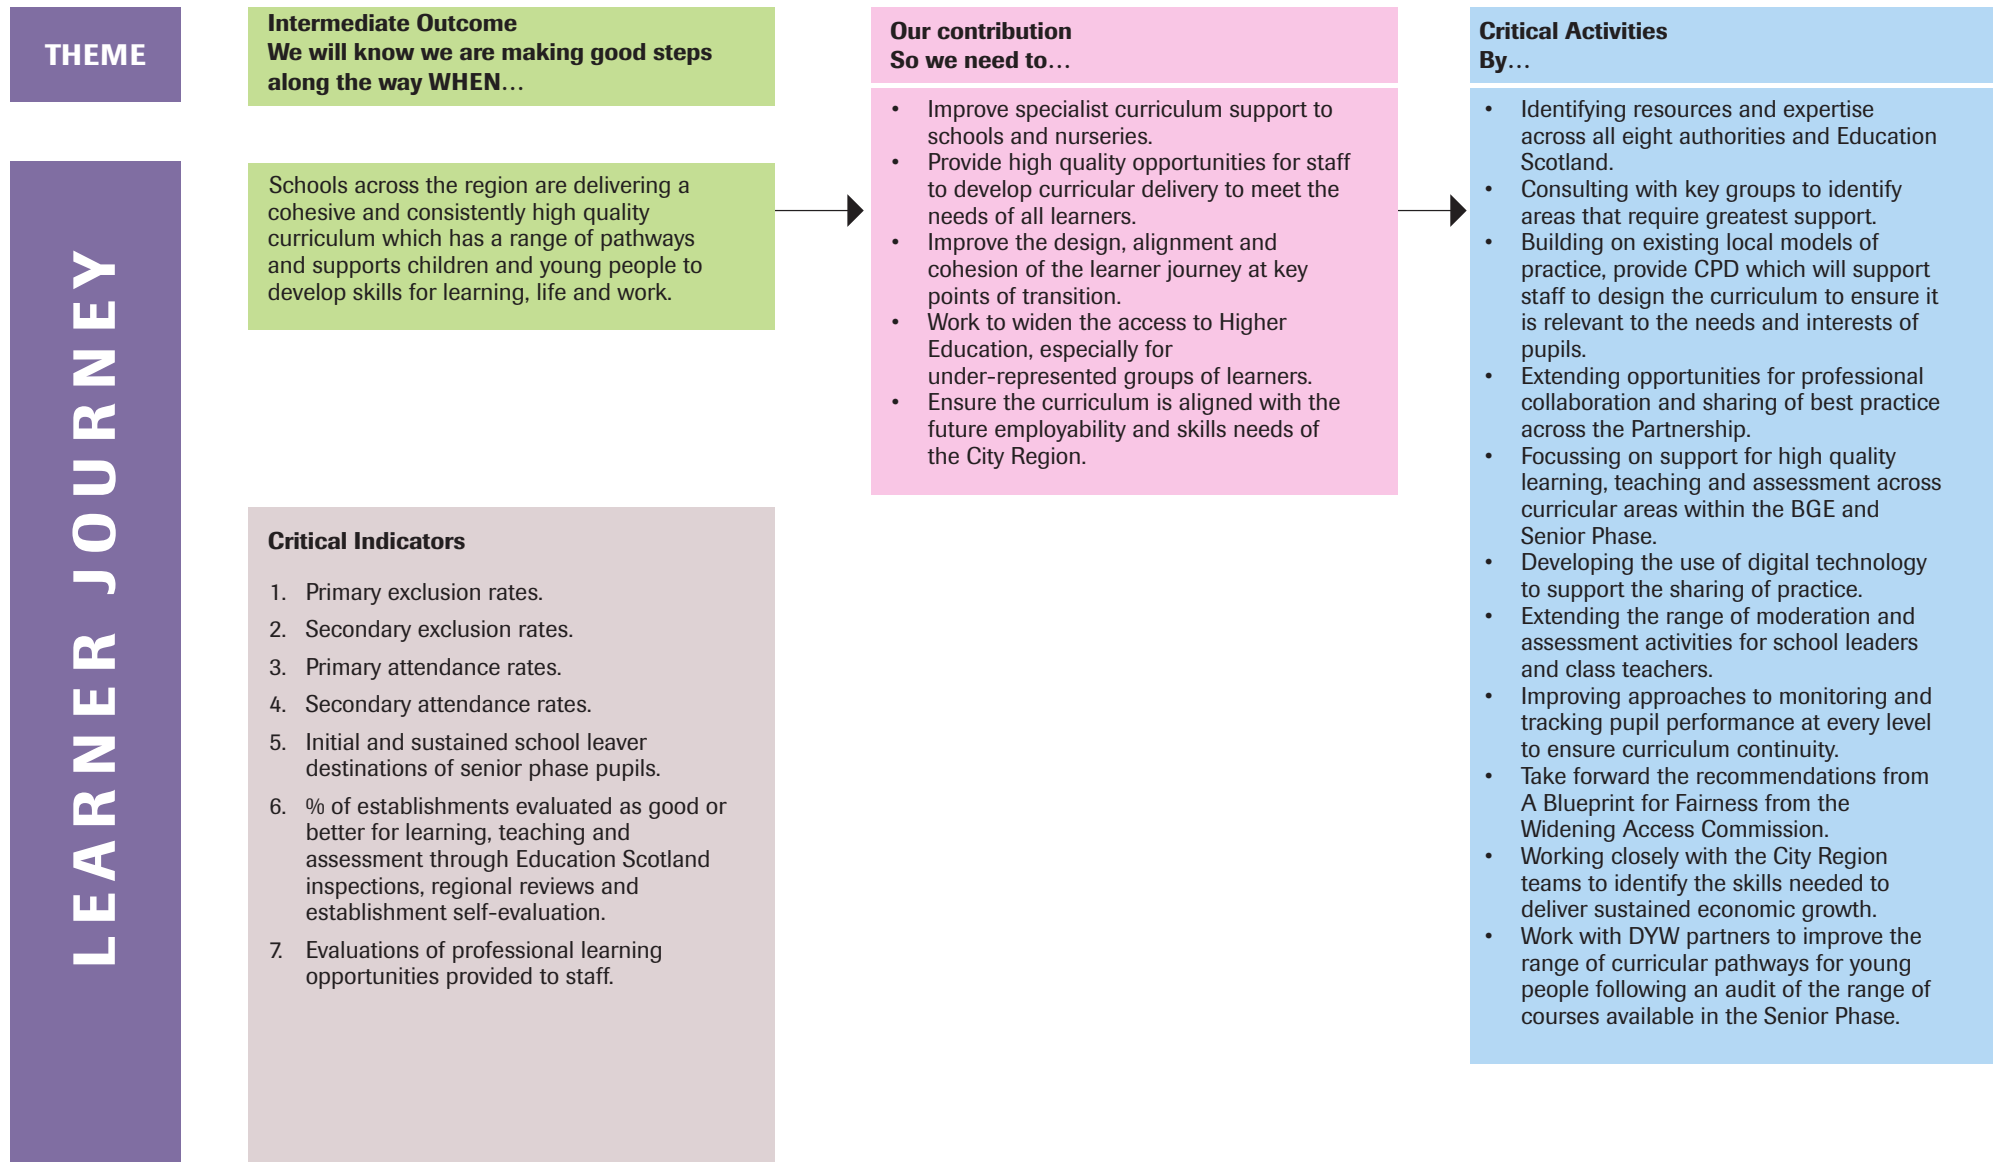 THEME
LEARNER JOURNEY
Intermediate Outcome
We will know we are making good steps
along the way WHEN…
Schools across the region are delivering a
cohesive and consistently high quality
curriculum which has a range of pathways
and supports children and young people to
develop skills for learning, life and work.
Critical Indicators
1. Primary exclusion rates.
2. Secondary exclusion rates.
3. Primary attendance rates.
4. Secondary attendance rates.
5. Initial and sustained school leaver
destinations of senior phase pupils.
6. % of establishments evaluated as good or
better for learning, teaching and
assessment through Education Scotland
inspections, regional reviews and
establishment self-evaluation.
7. Evaluations of professional learning
opportunities provided to staff.
Our contribution
So we need to…
• Improve specialist curriculum support to
schools and nurseries.
• Provide high quality opportunities for staff
to develop curricular delivery to meet the
needs of all learners.
• Improve the design, alignment and
cohesion of the learner journey at key
points of transition.
• Work to widen the access to Higher
Education, especially for
under-represented groups of learners.
• Ensure the curriculum is aligned with the
future employability and skills needs of
the City Region.
Critical Activities
By…
• Identifying resources and expertise
across all eight authorities and Education
Scotland.
• Consulting with key groups to identify
areas that require greatest support.
• Building on existing local models of
practice, provide CPD which will support
staff to design the curriculum to ensure it
is relevant to the needs and interests of
pupils.
• Extending opportunities for professional
collaboration and sharing of best practice
across the Partnership.
• Focussing on support for high quality
learning, teaching and assessment across
curricular areas within the BGE and
Senior Phase.
• Developing the use of digital technology
to support the sharing of practice.
• Extending the range of moderation and
assessment activities for school leaders
and class teachers.
• Improving approaches to monitoring and
tracking pupil performance at every level
to ensure curriculum continuity.
• Take forward the recommendations from
A Blueprint for Fairness from the
Widening Access Commission.
• Working closely with the City Region
teams to identify the skills needed to
deliver sustained economic growth.
• Work with DYW partners to improve the
range of curricular pathways for young
people following an audit of the range of
courses available in the Senior Phase.